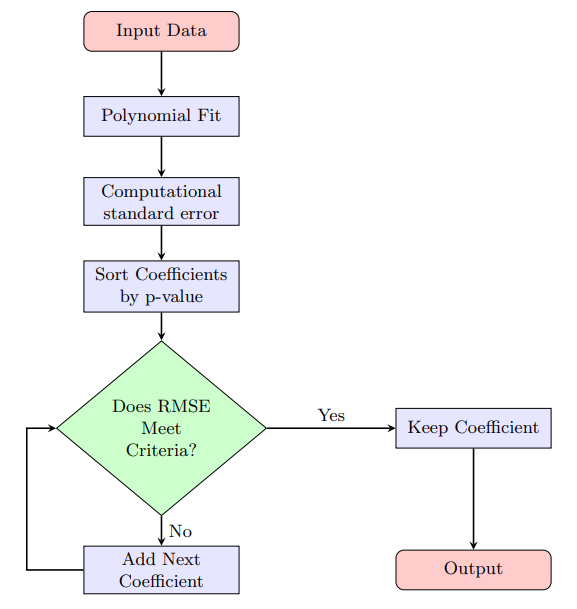 Input Data
Polynomial Fit
Computational
standard error
Sort Coefficients
by p-value
Does RMSE
Meet
Criteria?
Yes
Keep Coefficient
No
Add Next
Coefficient
Output